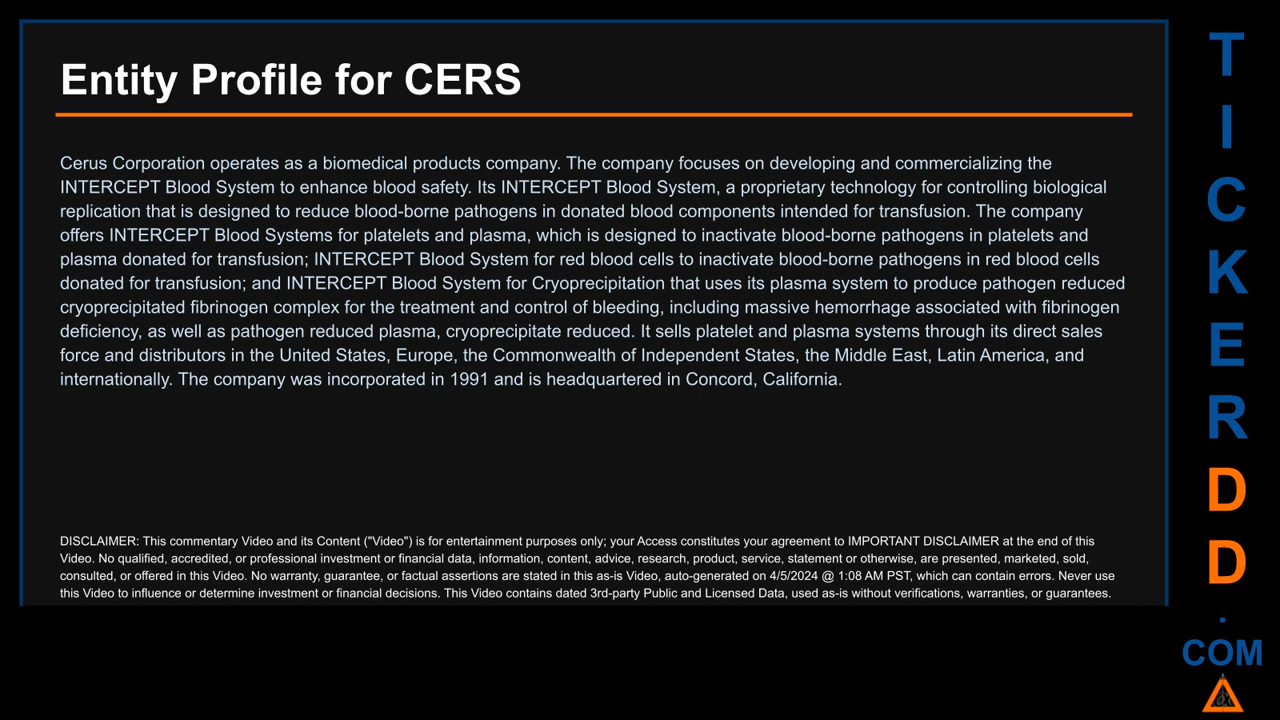 Entity Profile for CERS
Cerus Corporation operates as a biomedical products company. The company focuses on developing and commercializing the
INTERCEPT Blood System to enhance blood safety. Its INTERCEPT Blood System, a proprietary technology for controlling biological
replication that is designed to reduce blood-borne pathogens in donated blood components intended for transfusion. The company
offers INTERCEPT Blood Systems for platelets and plasma, which is designed to inactivate blood-borne pathogens in platelets and
plasma donated for transfusion; INTERCEPT Blood System for red blood cells to inactivate blood-borne pathogens in red blood cells
donated for transfusion; and INTERCEPT Blood System for Cryoprecipitation that uses its plasma system to produce pathogen reduced
cryoprecipitated fibrinogen complex for the treatment and control of bleeding, including massive hemorrhage associated with fibrinogen
deficiency, as well as pathogen reduced plasma, cryoprecipitate reduced. It sells platelet and plasma systems through its direct sales
force and distributors in the United States, Europe, the Commonwealth of Independent States, the Middle East, Latin America, and
internationally. The company was incorporated in 1991 and is headquartered in Concord, California.
DISCLAIMER: This commentary Video and its Content ("Video") is for entertainment purposes only; your Access constitutes your agreement to IMPORTANT DISCLAIMER at the end of this
Video. No qualified, accredited, or professional investment or financial data, information, content, advice, research, product, service, statement or otherwise, are presented, marketed, sold,
consulted, or offered in this Video. No warranty, guarantee, or factual assertions are stated in this as-is Video, auto-generated on 4/5/2024 @ 1:08 AM PST, which can contain errors. Never use
this Video to influence or determine investment or financial decisions. This Video contains dated 3rd-party Public and Licensed Data, used as-is without verifications, warranties, or guarantees.
T
I
C
K
E
R
D
D
.
COM